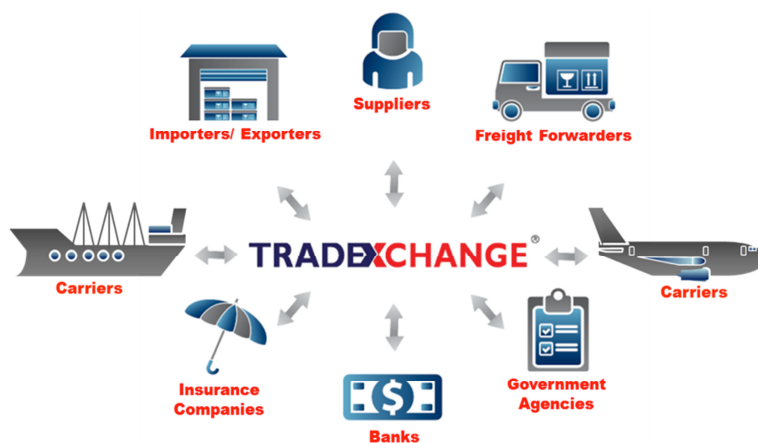 Suppliers
Importers/ Exporters
Freight Forwarders
TRADEXCHANGE®
Carriers
Carriers
Insurance
Companies
Government
Agencies
$
Banks